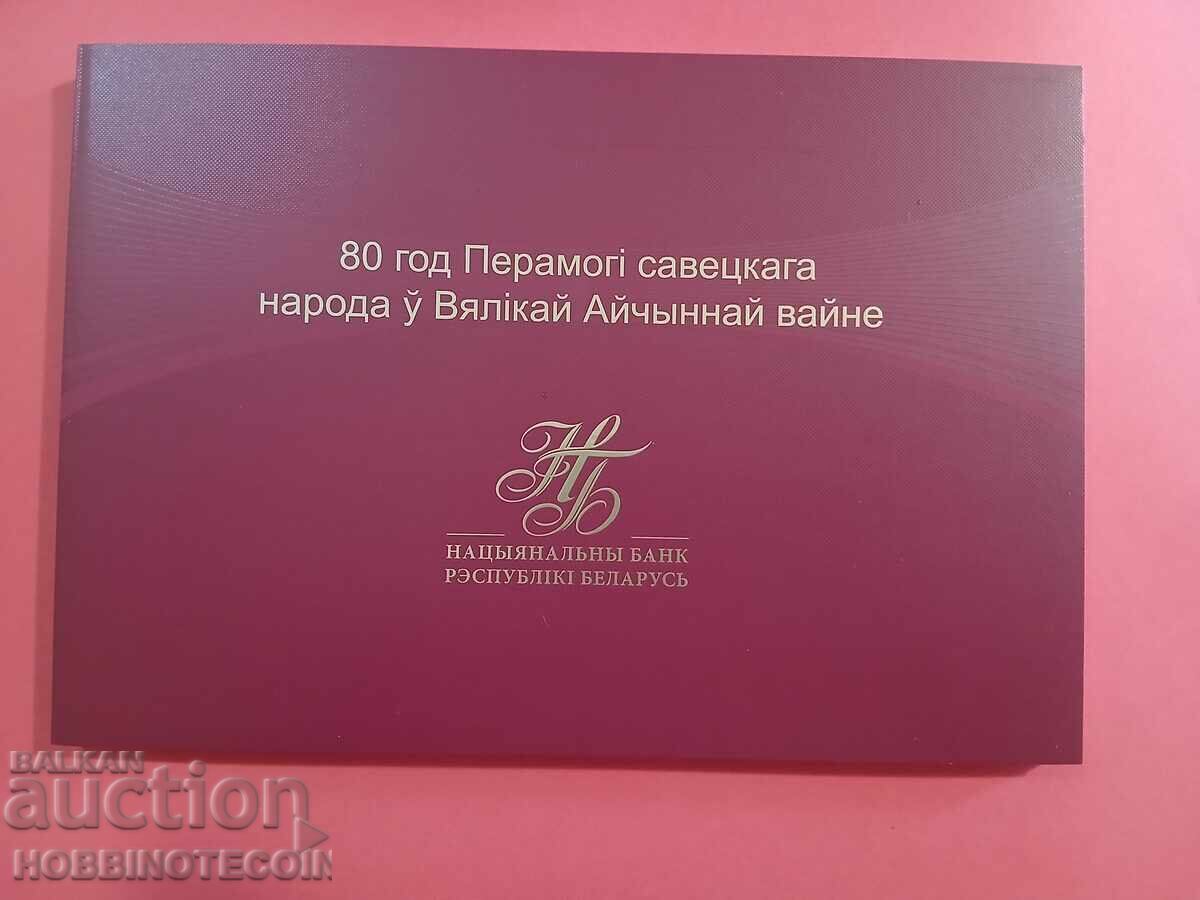 80 год Перамогі савецкага
народа ў Вялікай Айчыннай вайне
НБ
НАЦЫЯНАЛЬНЫ БАНК
РЭСПУБЛІКІ БЕЛАРУСЬ
BALKAN
auction
HOBBINOTECOIN